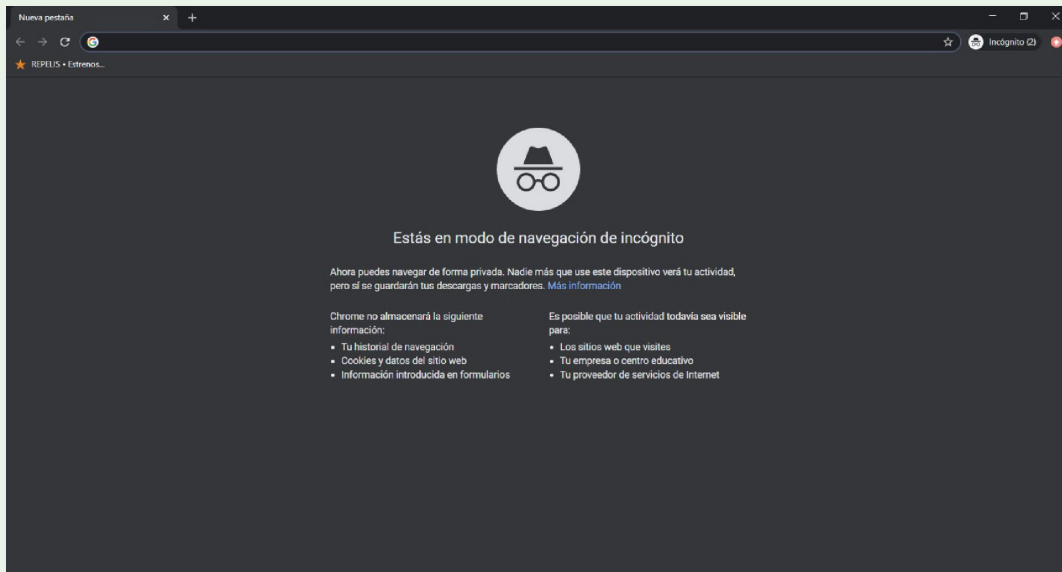 Nueva pestaña
Incógnito (2)
REPELIS • Estrenos...
Estás en modo de navegación de incógnito
Ahora puedes navegar de forma privada. Nadie más que use este dispositivo verá tu actividad,
pero sí se guardarán tus descargas y marcadores. Más información
Chrome no almacenará la siguiente
información:
• Tu historial de navegación
• Cookies y datos del sitio web
• Información introducida en formularios
Es posible que tu actividad todavía sea visible
para:
• Los sitios web que visites
• Tu empresa o centro educativo
• Tu proveedor de servicios de Internet